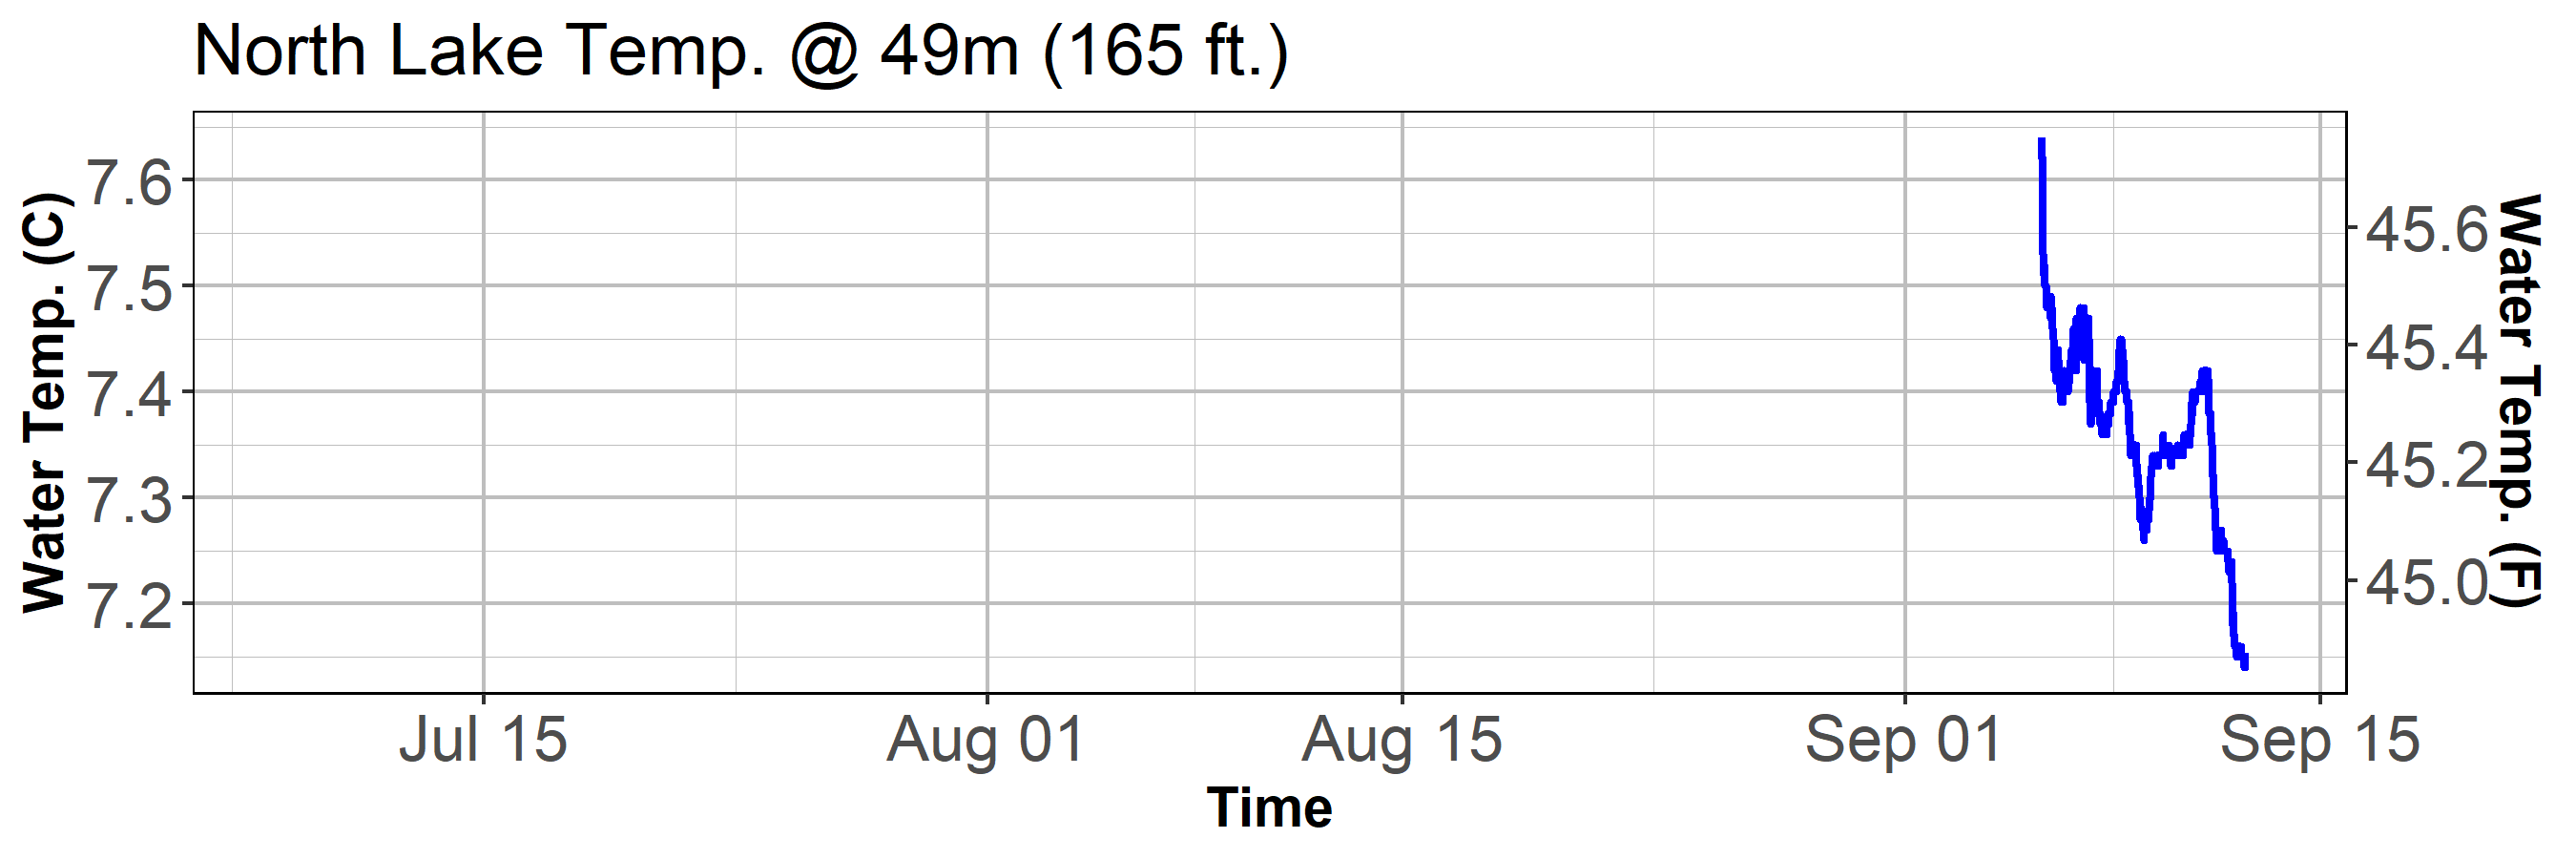 North Lake Temp. @ 49m (165 ft.)
Water Temp. (C)
7.6
7.5
7.4
7.3
7.2
45.6
45.4
45.2
45.0
Water Temp. (F)
Jul 15 Aug 01 Aug 15 Sep 01 Sep 15
Time